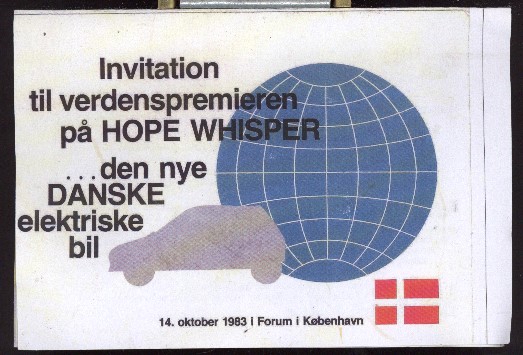 Invitation
til verdenspremieren
på HOPE WHISPER
...den nye
DANSKE
elektriske
bil
14. oktober 1983 i Forum i København